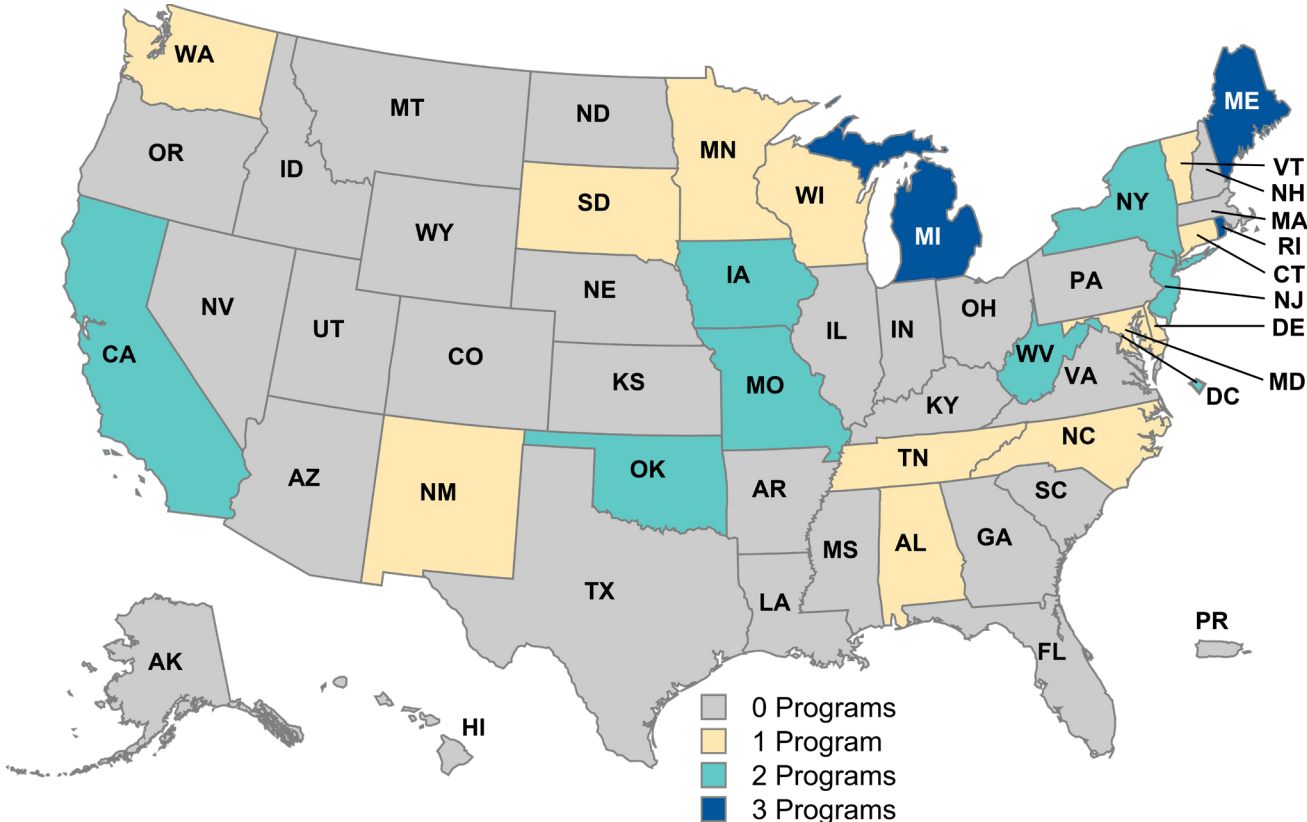 WA
MT
ND
MN
ME
OR
ID
SD
WI
VT
NH
NY
MA
WY
MI
RI
IA
CT
NE
PA
NJ
NV
UT
IL
IN
OH
DE
CA
CO
WV
KS
MO
VA
MD
DC
KY
NC
AZ
NM
OK
TN
AR
SC
MS
AL
GA
TX
LA
PR
AK
FL
HI
0 Programs
1 Program
2 Programs
3 Programs